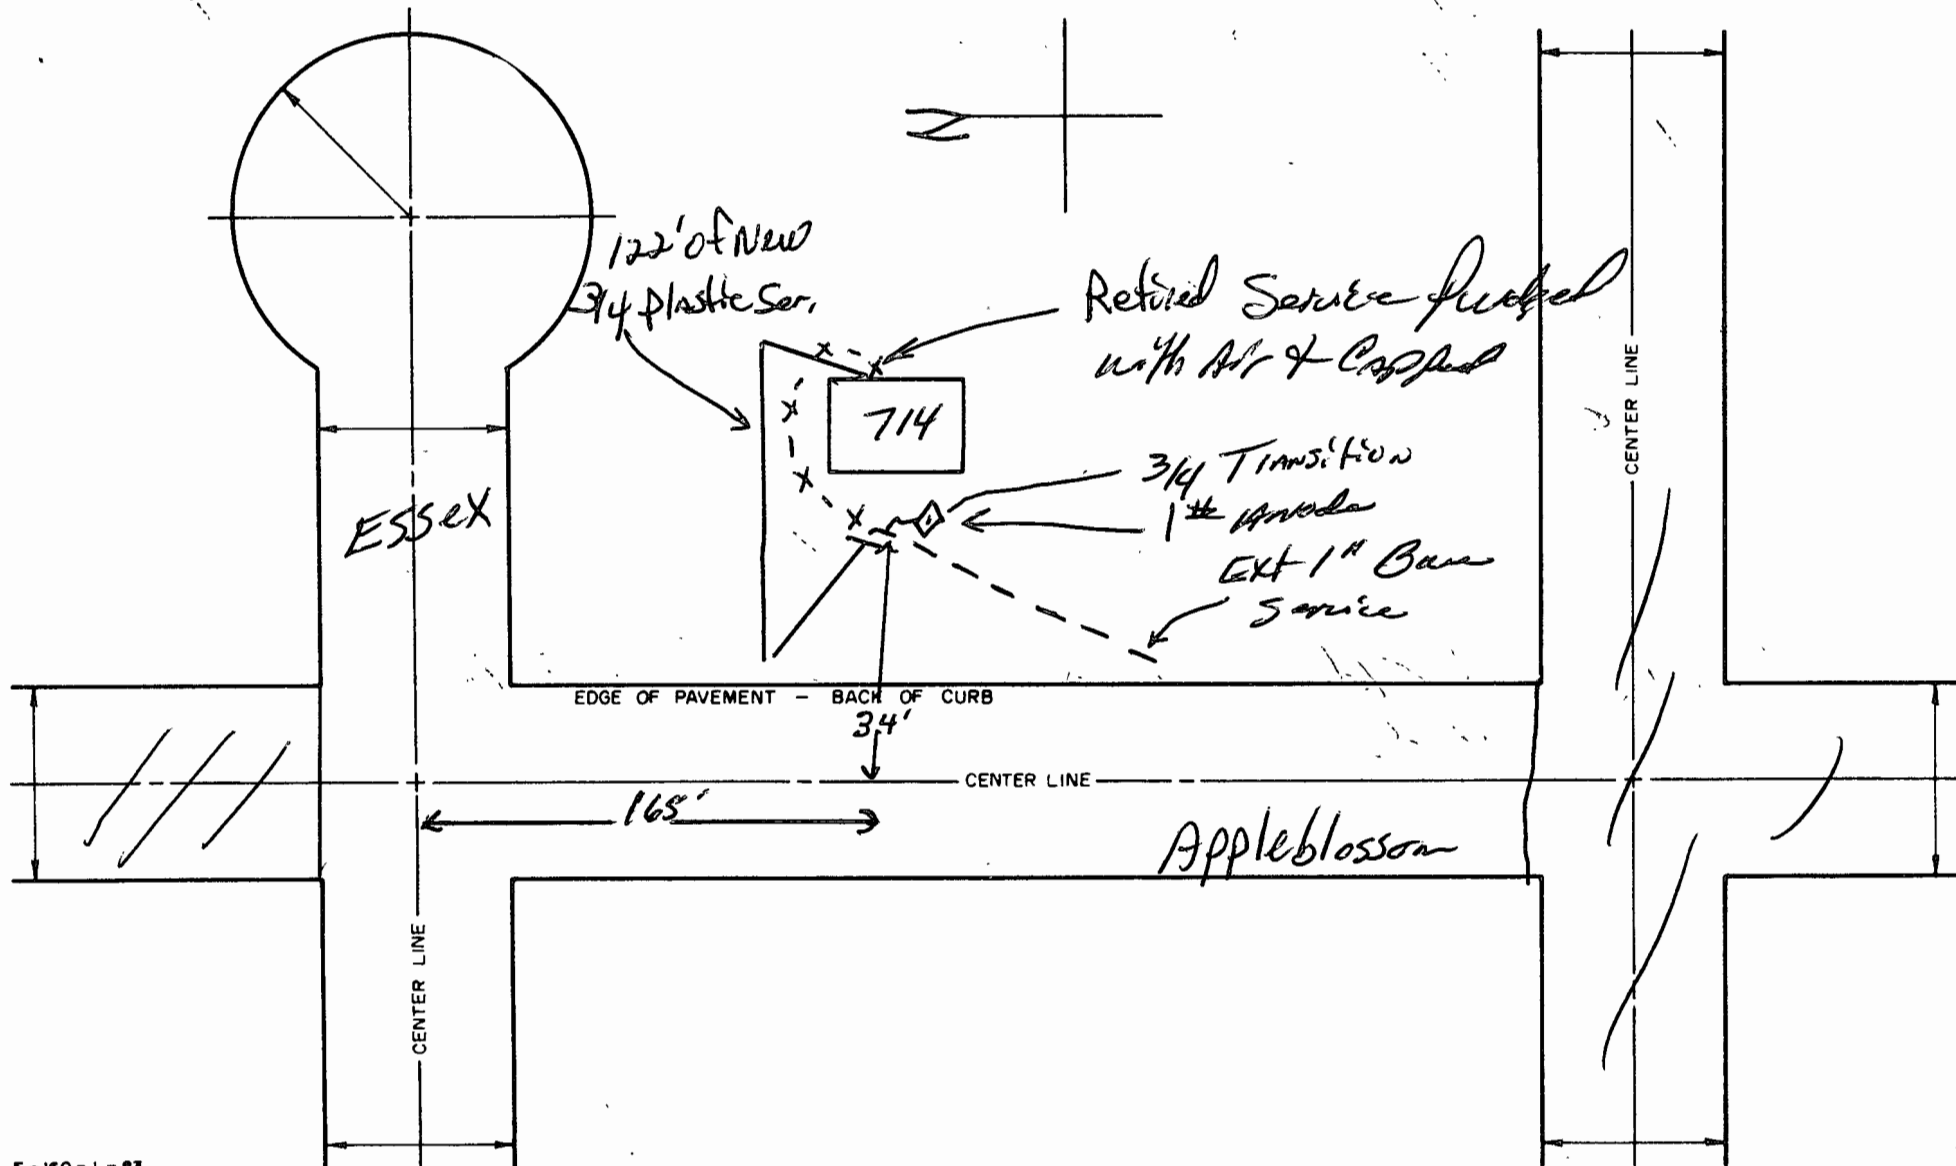 N
122' of New
3/4 plastic Ser.
Retired Service Purged
with Air & Capped
714
3/4 Transition
1# Anode
Ext 1" Bare
Service
Essex
CENTER LINE
EDGE OF PAVEMENT — BACK OF CURB
34'
CENTER LINE
165'
Appleblossom
CENTER LINE